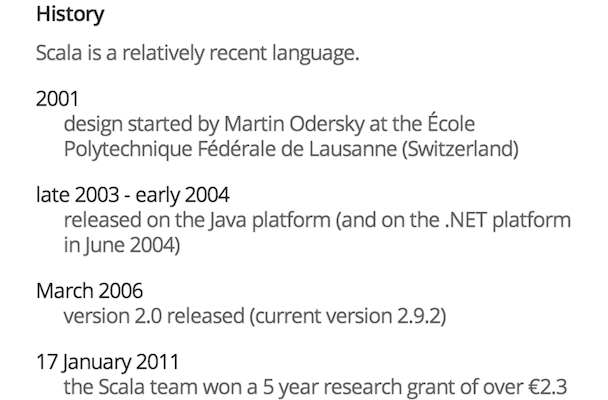 History
Scala is a relatively recent language.
2001
design started by Martin Odersky at the École
Polytechnique Fédérale de Lausanne (Switzerland)
late 2003 - early 2004
released on the Java platform (and on the .NET platform
in June 2004)
March 2006
version 2.0 released (current version 2.9.2)
17 January 2011
the Scala team won a 5 year research grant of over €2.3